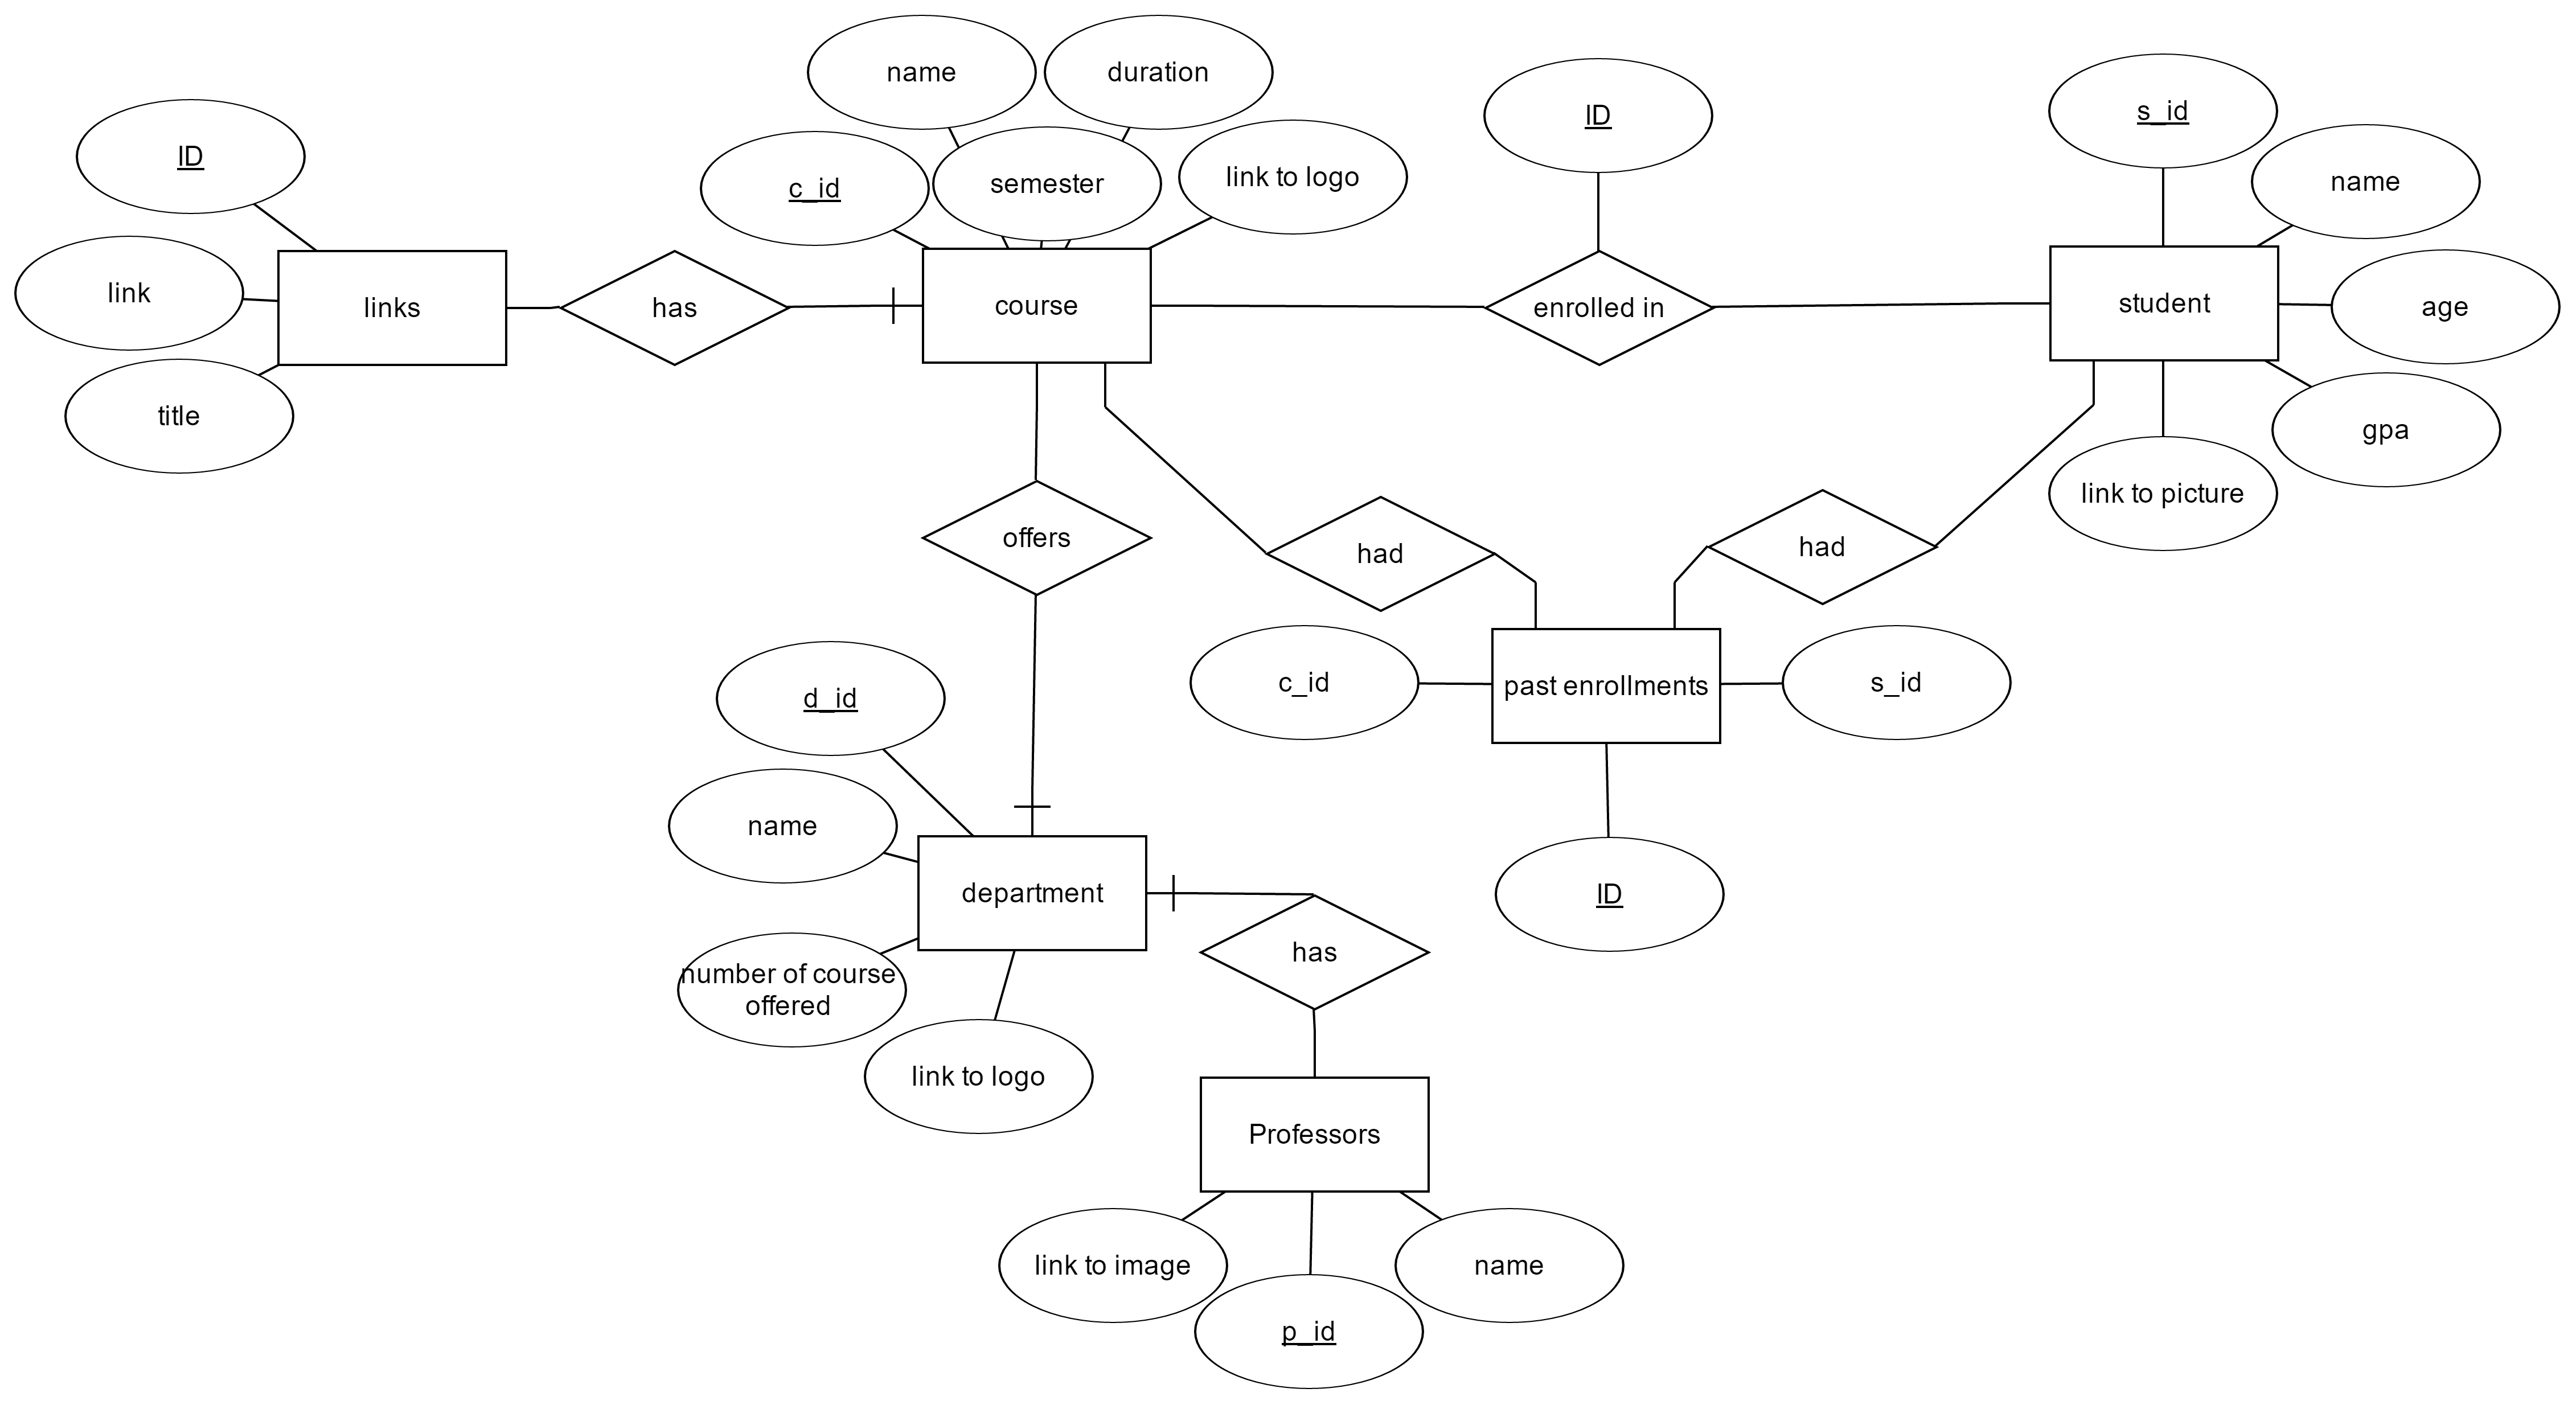 name
duration
ID
s_id
ID
c_id
semester
link to logo
name
link
links
has
course
enrolled in
student
age
title
gpa
link to picture
offers
had
had
d_id
c_id
past enrollments
s_id
name
department
ID
number of course
offered
has
link to logo
Professors
link to image
name
p_id